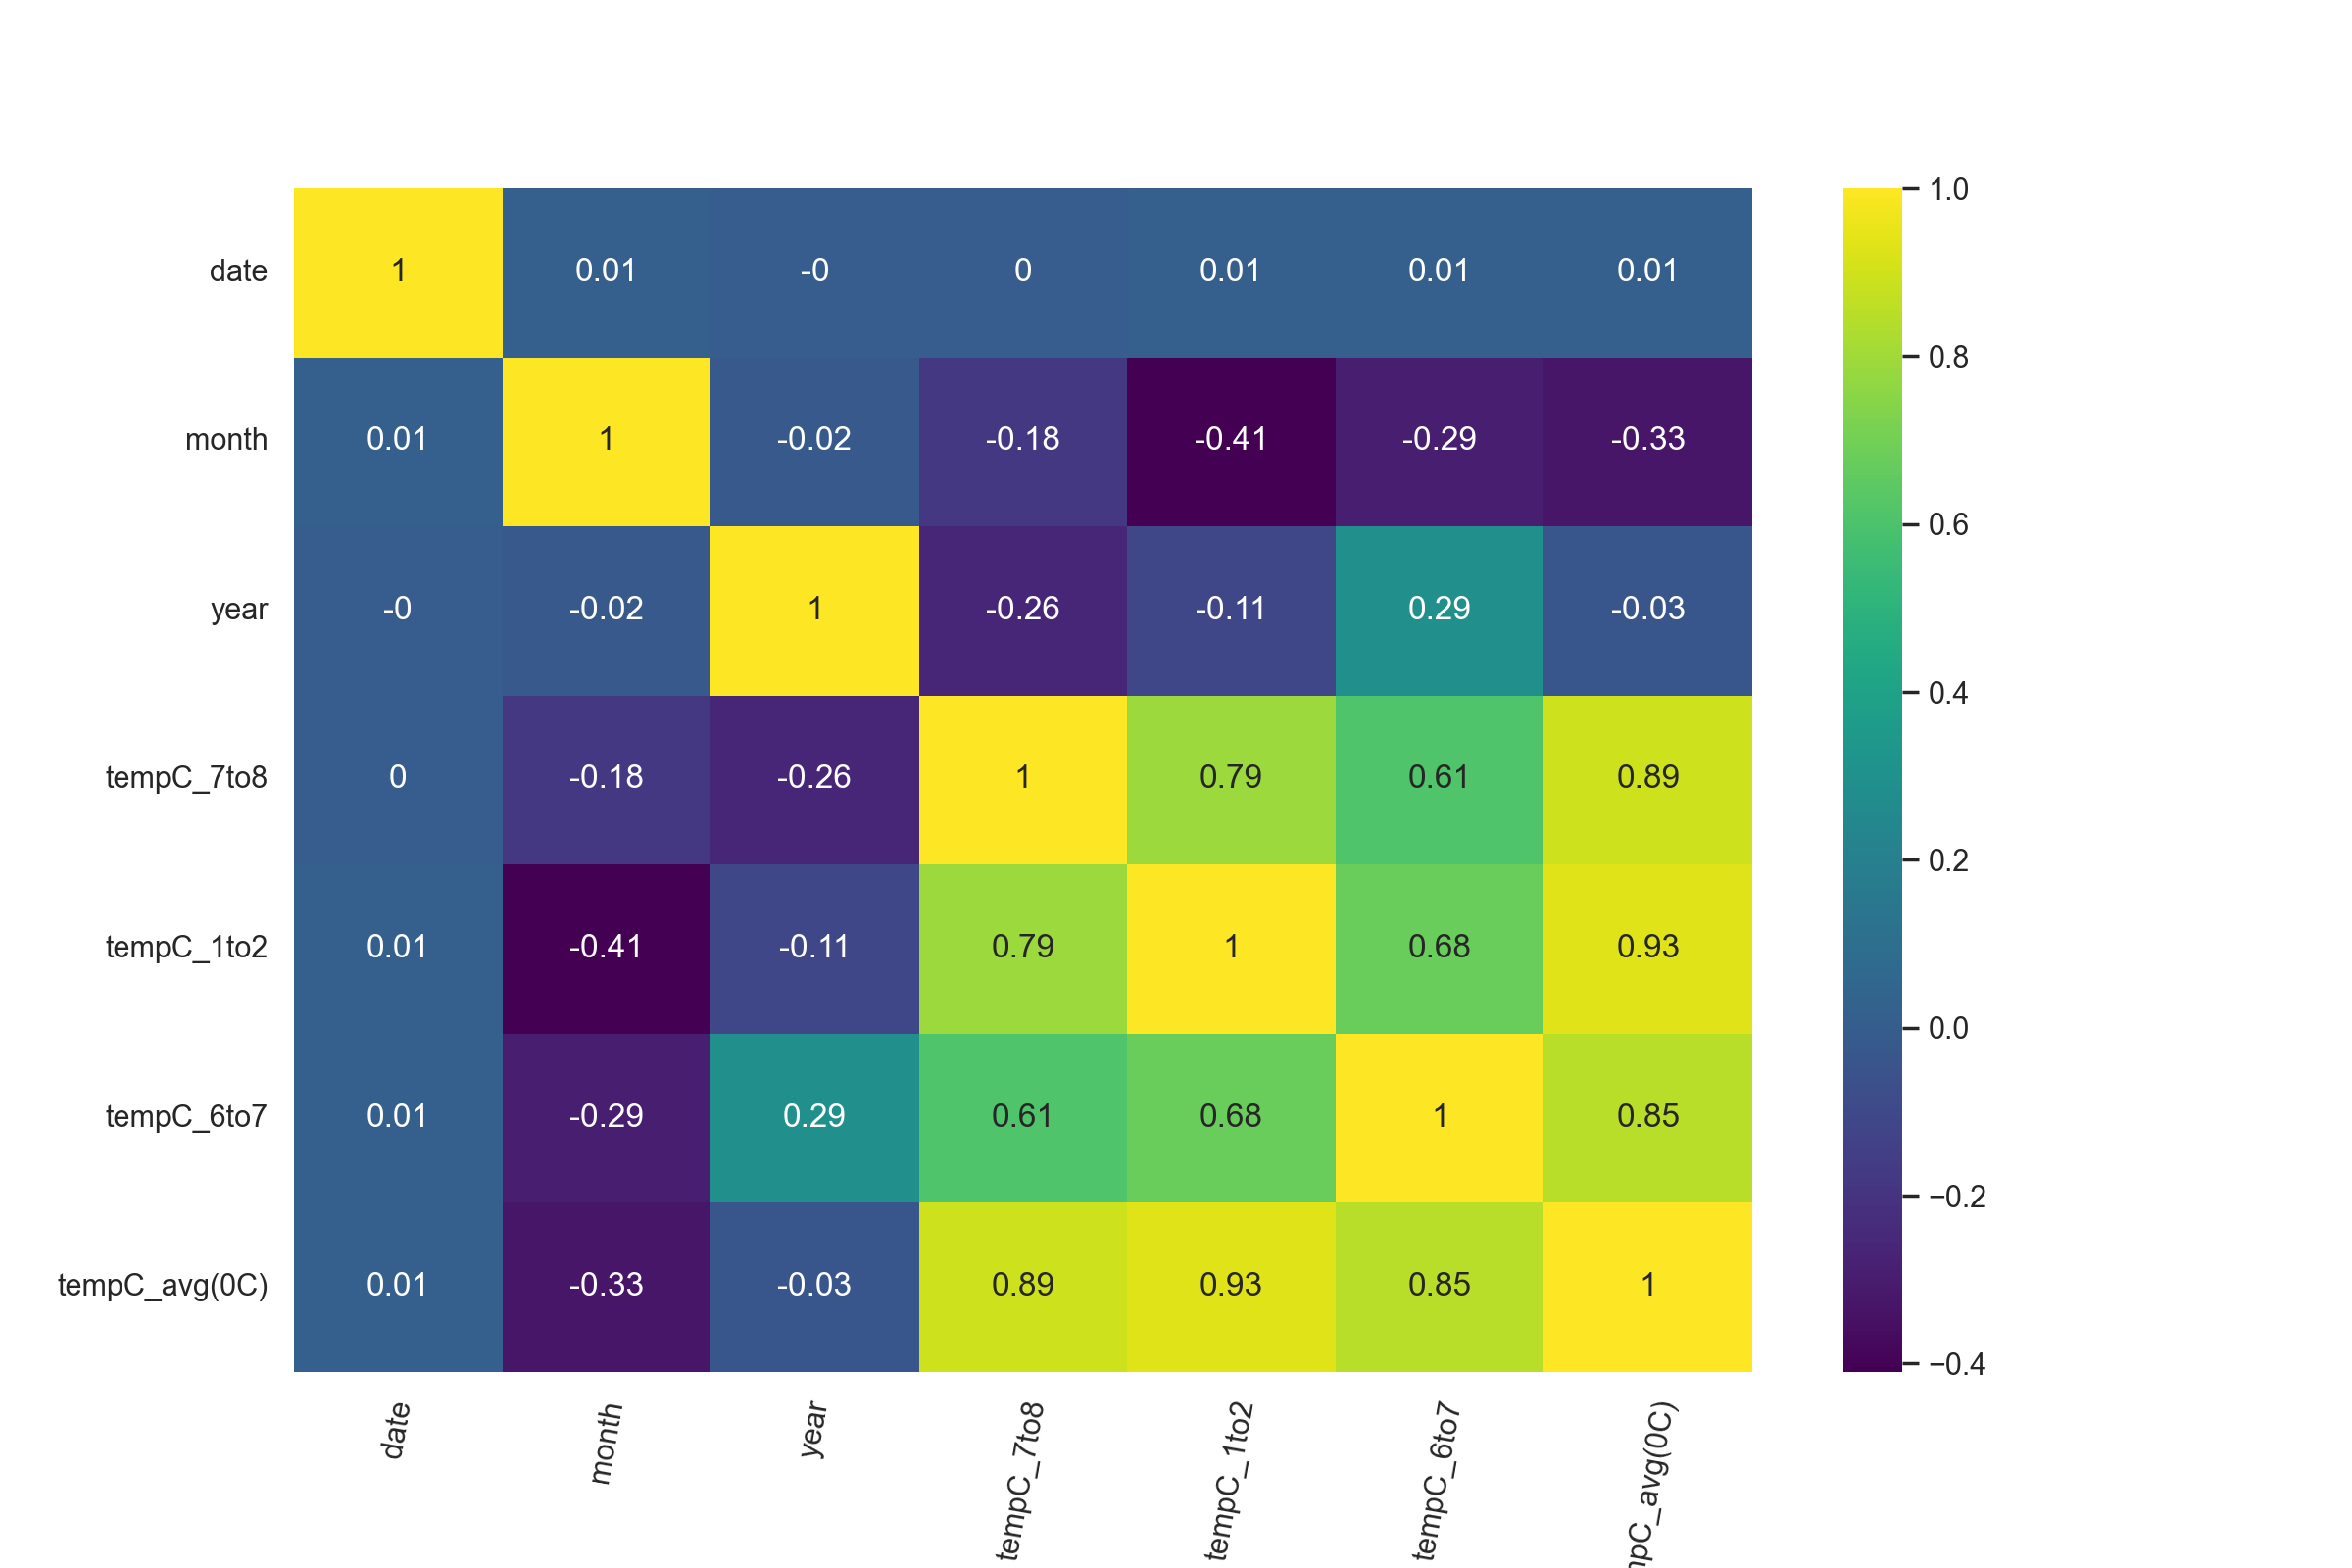 date 1 0.01 -0 0 0.01 0.01 0.01
month 0.01 1 -0.02 -0.18 -0.41 -0.29 -0.33
year -0 -0.02 1 -0.26 -0.11 0.29 -0.03
tempC_7to8 0 -0.18 -0.26 1 0.79 0.61 0.89
tempC_1to2 0.01 -0.41 -0.11 0.79 1 0.68 0.93
tempC_6to7 0.01 -0.29 0.29 0.61 0.68 1 0.85
tempC_avg(0C) 0.01 -0.33 -0.03 0.89 0.93 0.85 1
date
month
year
tempC_7to8
tempC_1to2
tempC_6to7
mpC_avg(0C)
1.0
0.8
0.6
0.4
0.2
0.0
−0.2
−0.4